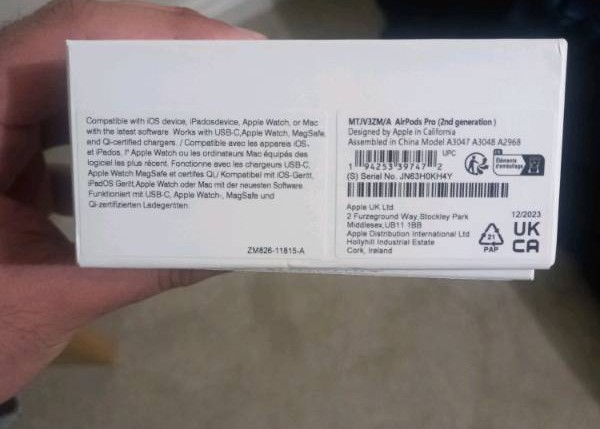 Compatible with iOS device, iPadosdevice, Apple Watch, or Mac
with the latest software Works with USB-C,Apple Watch, MagSafe,
and Qi-certified chargers. / Compatible avec les appareis iOS-
et iPados, l' Apple Watch ou les ordinateurs Mac équipés des
logiciel les plus récent. Fonctionne avec les chargeurs USB-C,
Apple Watch MagSafe et certifes Qi,/ Kompatibel mit iOS-Geritl,
iPadOS Geritt,Apple Watch oder Mac mit der neuesten Software.
Funktioniert mit USB-C, Apple Watch-, MagSafe und
Qi-zertifizierten Ladegeritlen.
ZM826-11815-A
MTJV3ZM/A AirPods Pro (2nd generation)
Designed by Apple in California
Assembled in China Model A3047 A3048 A2968
UPC
1 94253 39747 2
(S) Serial No. JN63H0KH4Y
Apple UK Ltd.
2 Furzeground Way, Stockley Park
Middlesex,UB11 1BB
Apple Distribution International Ltd
Hollyhill Industrial Estate
Cork, Ireland
21
PAP
12/2023
UK
CA